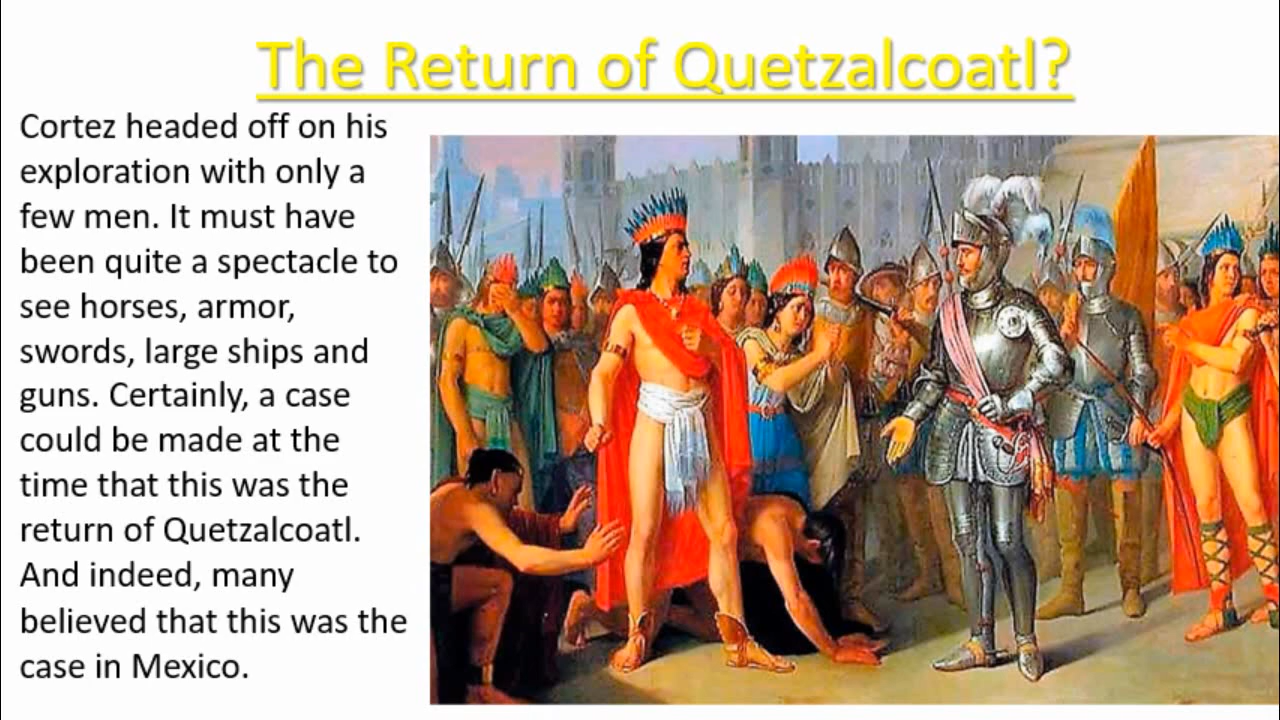 The Return of Quetzalcoatl?
Cortez headed off on his
exploration with only a
few men. It must have
been quite a spectacle to
see horses, armor,
swords, large ships and
guns. Certainly, a case
could be made at the
time that this was the
return of Quetzalcoatl.
And indeed, many
believed that this was the
case in Mexico.